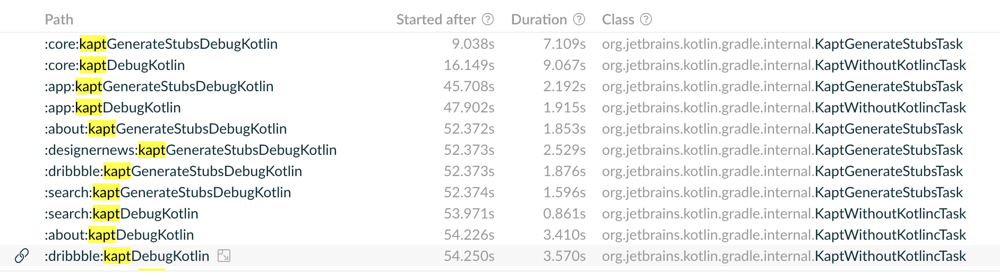 Path Started after ? Duration ? Class ?
:core:kaptGenerateStubsDebugKotlin 9.038s 7.109s org.jetbrains.kotlin.gradle.internal.KaptGenerateStubsTask
:core:kaptDebugKotlin 16.149s 9.067s org.jetbrains.kotlin.gradle.internal.KaptWithoutKotlincTask
:app:kaptGenerateStubsDebugKotlin 45.708s 2.192s org.jetbrains.kotlin.gradle.internal.KaptGenerateStubsTask
:app:kaptDebugKotlin 47.902s 1.915s org.jetbrains.kotlin.gradle.internal.KaptWithoutKotlincTask
:about:kaptGenerateStubsDebugKotlin 52.372s 1.853s org.jetbrains.kotlin.gradle.internal.KaptGenerateStubsTask
:designernews:kaptGenerateStubsDebugKotlin 52.373s 2.529s org.jetbrains.kotlin.gradle.internal.KaptGenerateStubsTask
:dribbble:kaptGenerateStubsDebugKotlin 52.373s 1.876s org.jetbrains.kotlin.gradle.internal.KaptGenerateStubsTask
:search:kaptGenerateStubsDebugKotlin 52.374s 1.596s org.jetbrains.kotlin.gradle.internal.KaptGenerateStubsTask
:search:kaptDebugKotlin 53.971s 0.861s org.jetbrains.kotlin.gradle.internal.KaptWithoutKotlincTask
:about:kaptDebugKotlin 54.226s 3.410s org.jetbrains.kotlin.gradle.internal.KaptWithoutKotlincTask
:dribbble:kaptDebugKotlin 54.250s 3.570s org.jetbrains.kotlin.gradle.internal.KaptWithoutKotlincTask